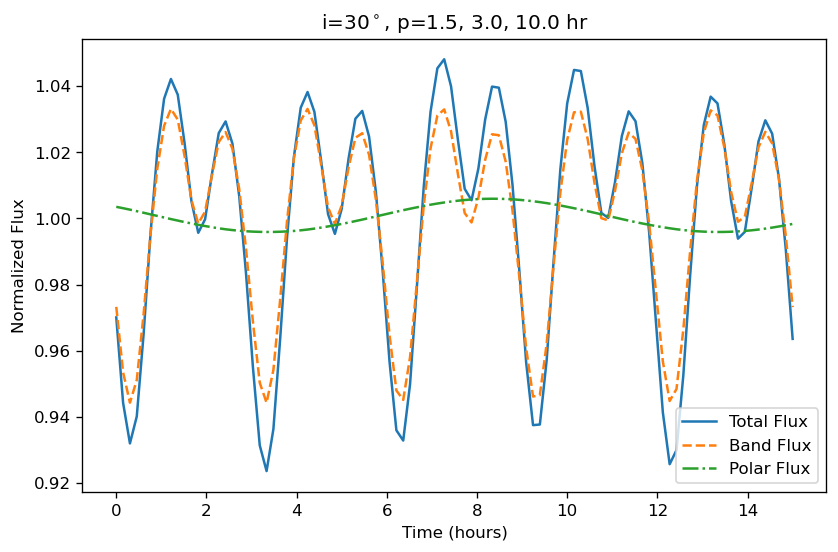 i=30°, p=1.5, 3.0, 10.0 hr
Normalized Flux
1.04
1.02
1.00
0.98
0.96
0.94
0.92
Total Flux
Band Flux
Polar Flux
0 2 4 6 8 10 12 14
Time (hours)